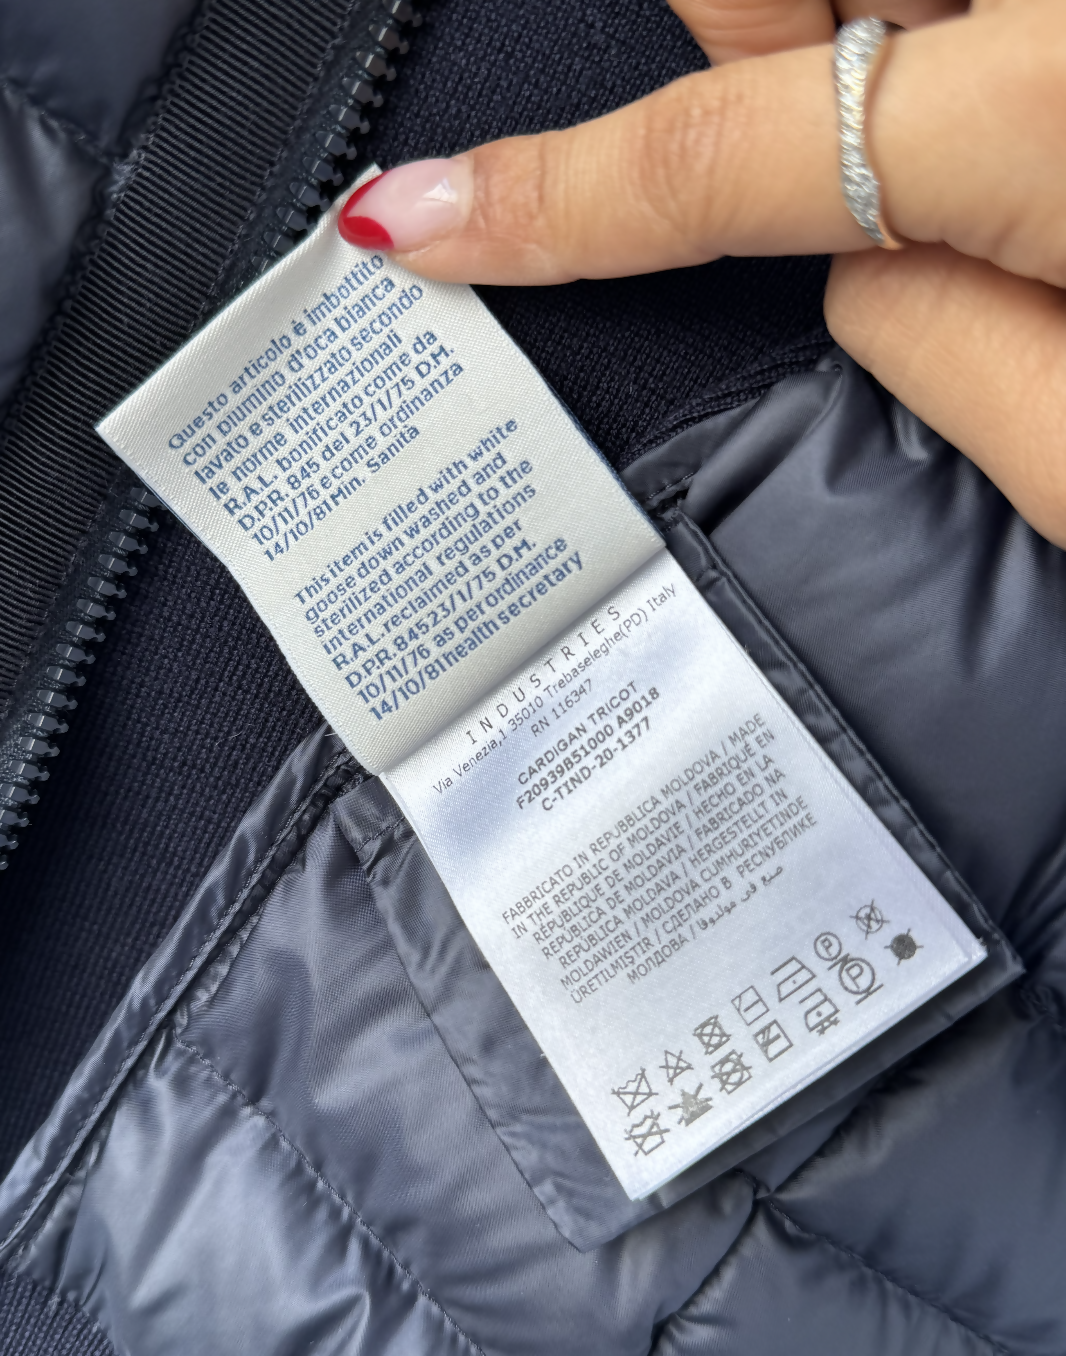 Questo articolo è imbottito
con piumino d'oca bianca
lavato e sterilizzato secondo
le norme Internazionali
R.A.L. bonificato come da
D.P.R. 845 del 23/1/75 D.M.
10/11/76 e come ordinanza
14/10/81 Min. Sanità
This item is filled with white
goose down washed and
sterilized according to the
international regulations
R.A.L. reclaimed as per
D.P.R. 845 23/1/75 D.M.
10/11/76 as per ordinance
14/10/81 health secretary
INDUSTRIES
Via Venezia,1 35010 Trebaseleghe(PD) Italy
RN 116347
CARDIGAN TRICOT
F20939B51000 A9018
C-TIND-20-1377
FABBRICATO IN REPUBBLICA MOLDOVA / MADE
IN THE REPUBLIC OF MOLDOVA / FABRIQUÉ EN
RÉPUBLIQUE DE MOLDAVIE / HECHO EN LA
REPÚBLICA DE MOLDAVIA / FABRICADO NA
REPÚBLICA MOLDAVA / HERGESTELLT IN
MOLDAWIEN / MOLDOVA CUMHURIYETINDE
ÜRETILMIŞTIR / СДЕЛАНО В РЕСПУБЛИКЕ
МОЛДОВА / صنع في مولدوفا
P
P